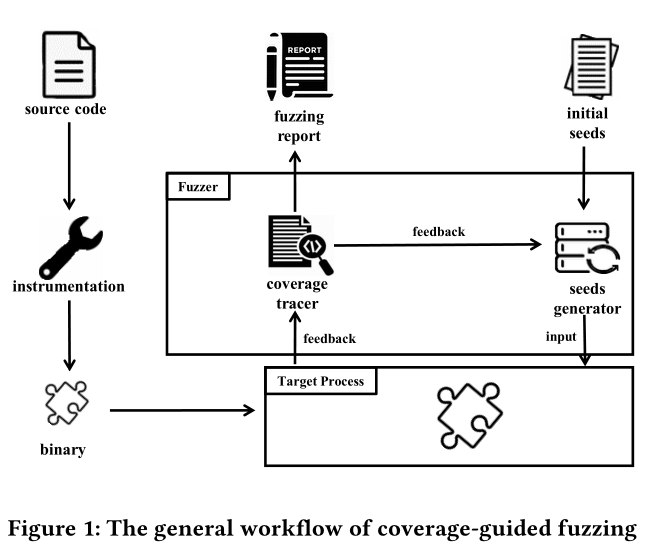 REPORT
source code
fuzzing
report
initial
seeds
Fuzzer
feedback
instrumentation
coverage
tracer
seeds
generator
feedback
input
Target Process
binary
Figure 1: The general workflow of coverage-guided fuzzing